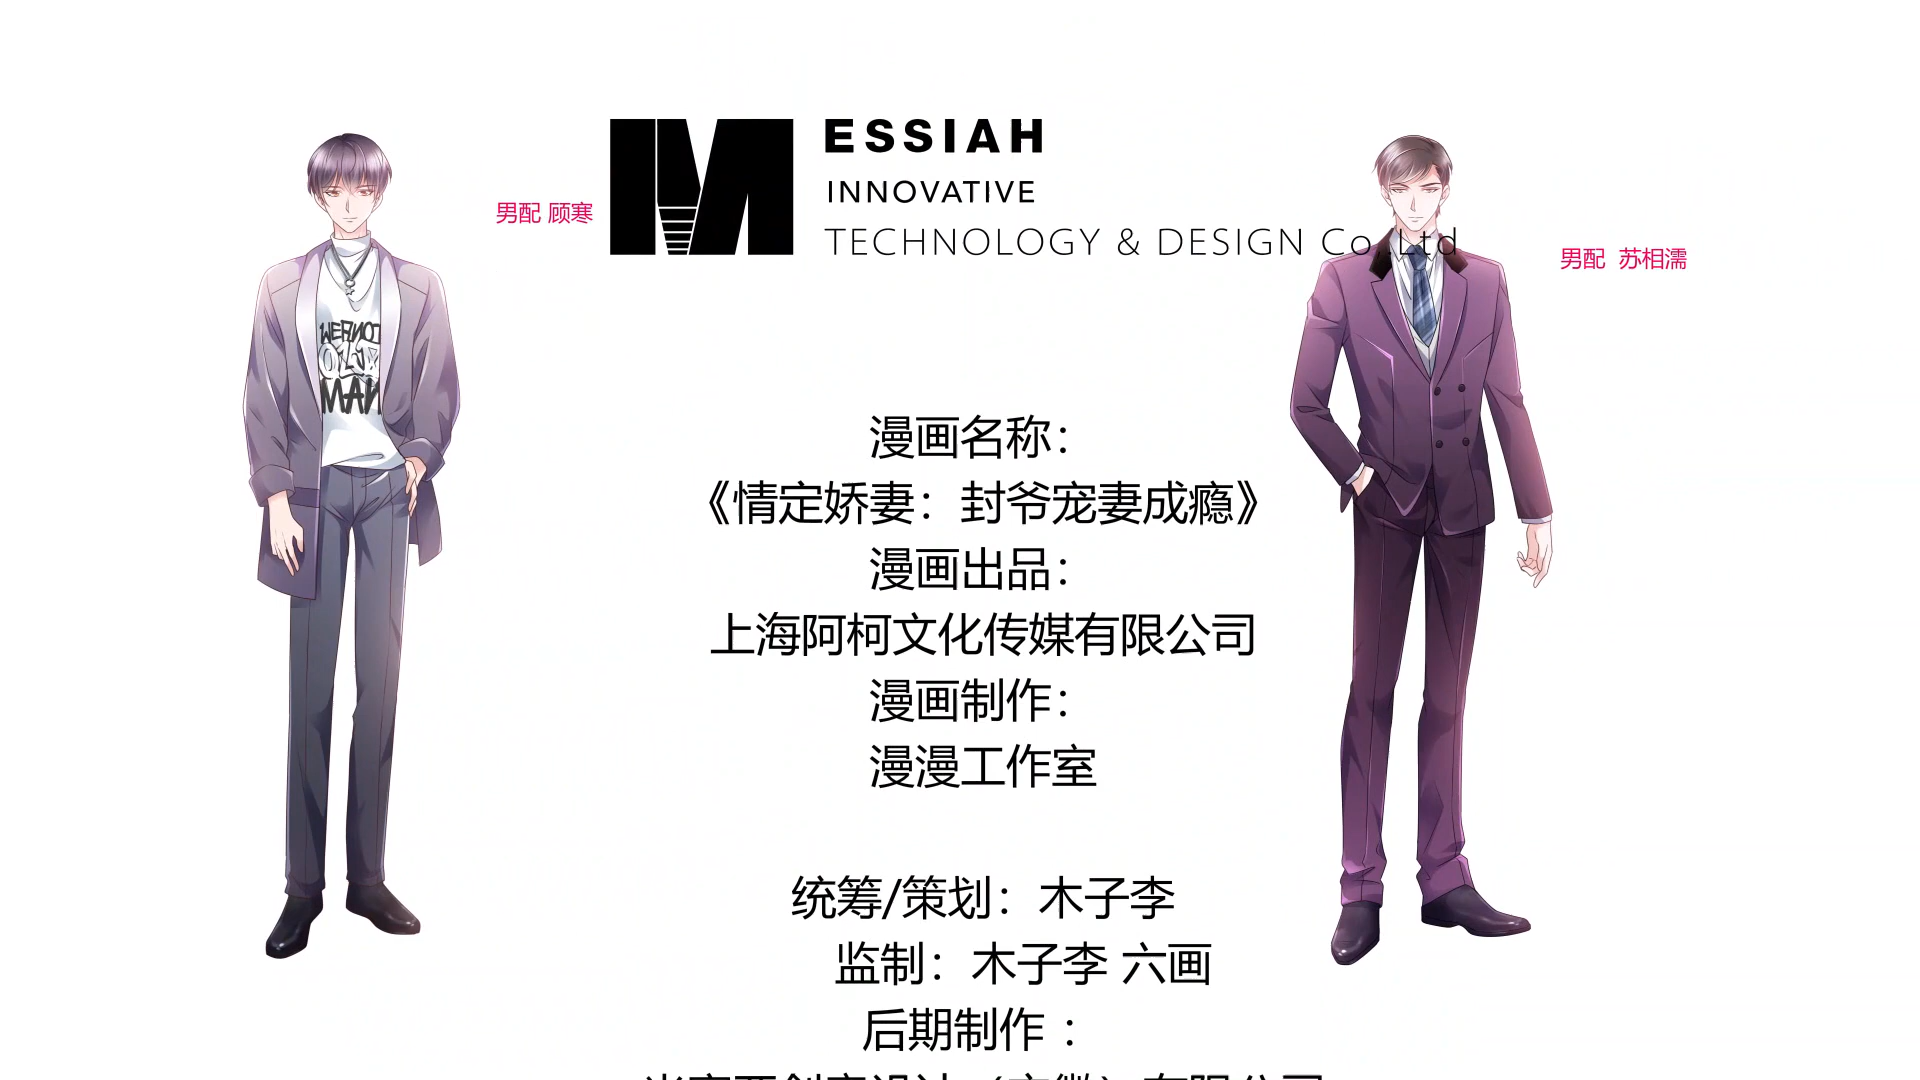 ESSIAH
INNOVATIVE
TECHNOLOGY & DESIGN Co.,Ltd
男配 顾寒
男配 苏相濡
漫画名称：
《情定娇妻：封爷宠妻成瘾》
漫画出品：
上海阿柯文化传媒有限公司
漫画制作：
漫漫工作室
统筹/策划：木子李
监制：木子李 六画
后期制作：
MAN